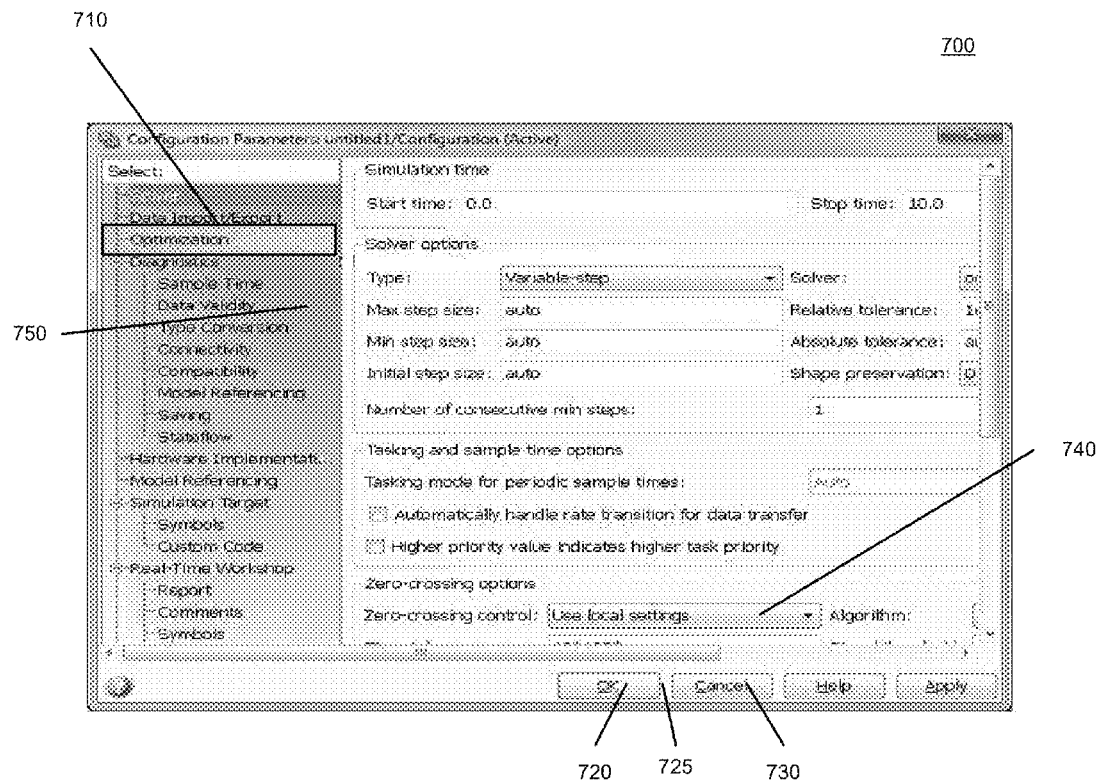 710
700
Configuration Parameters: untitled1/Configuration (Active)
Select:
Data Import/Export
Optimization
Diagnostics
Sample Time
Data Validity
Type Conversion
Connectivity
Compatibility
Model Referencing
Saving
Stateflow
Hardware Implementati.
Model Referencing
Simulation Target
Symbols
Custom Code
Real-Time Workshop
Report
Comments
Symbols
Simulation time
Start time: 0.0 Stop time: 10.0
Solver options
Type: Variable-step Solver:
Max step size: auto Relative tolerance:
Min step size: auto Absolute tolerance:
Initial step size: auto Shape preservation:
Number of consecutive min steps: 1
Tasking and sample time options
Tasking mode for periodic sample times: Auto
Automatically handle rate transition for data transfer
Higher priority value indicates higher task priority
Zero-crossing options
Zero-crossing control: Use local settings Algorithm:
OK Cancel Help Apply
750
740
720 725 730